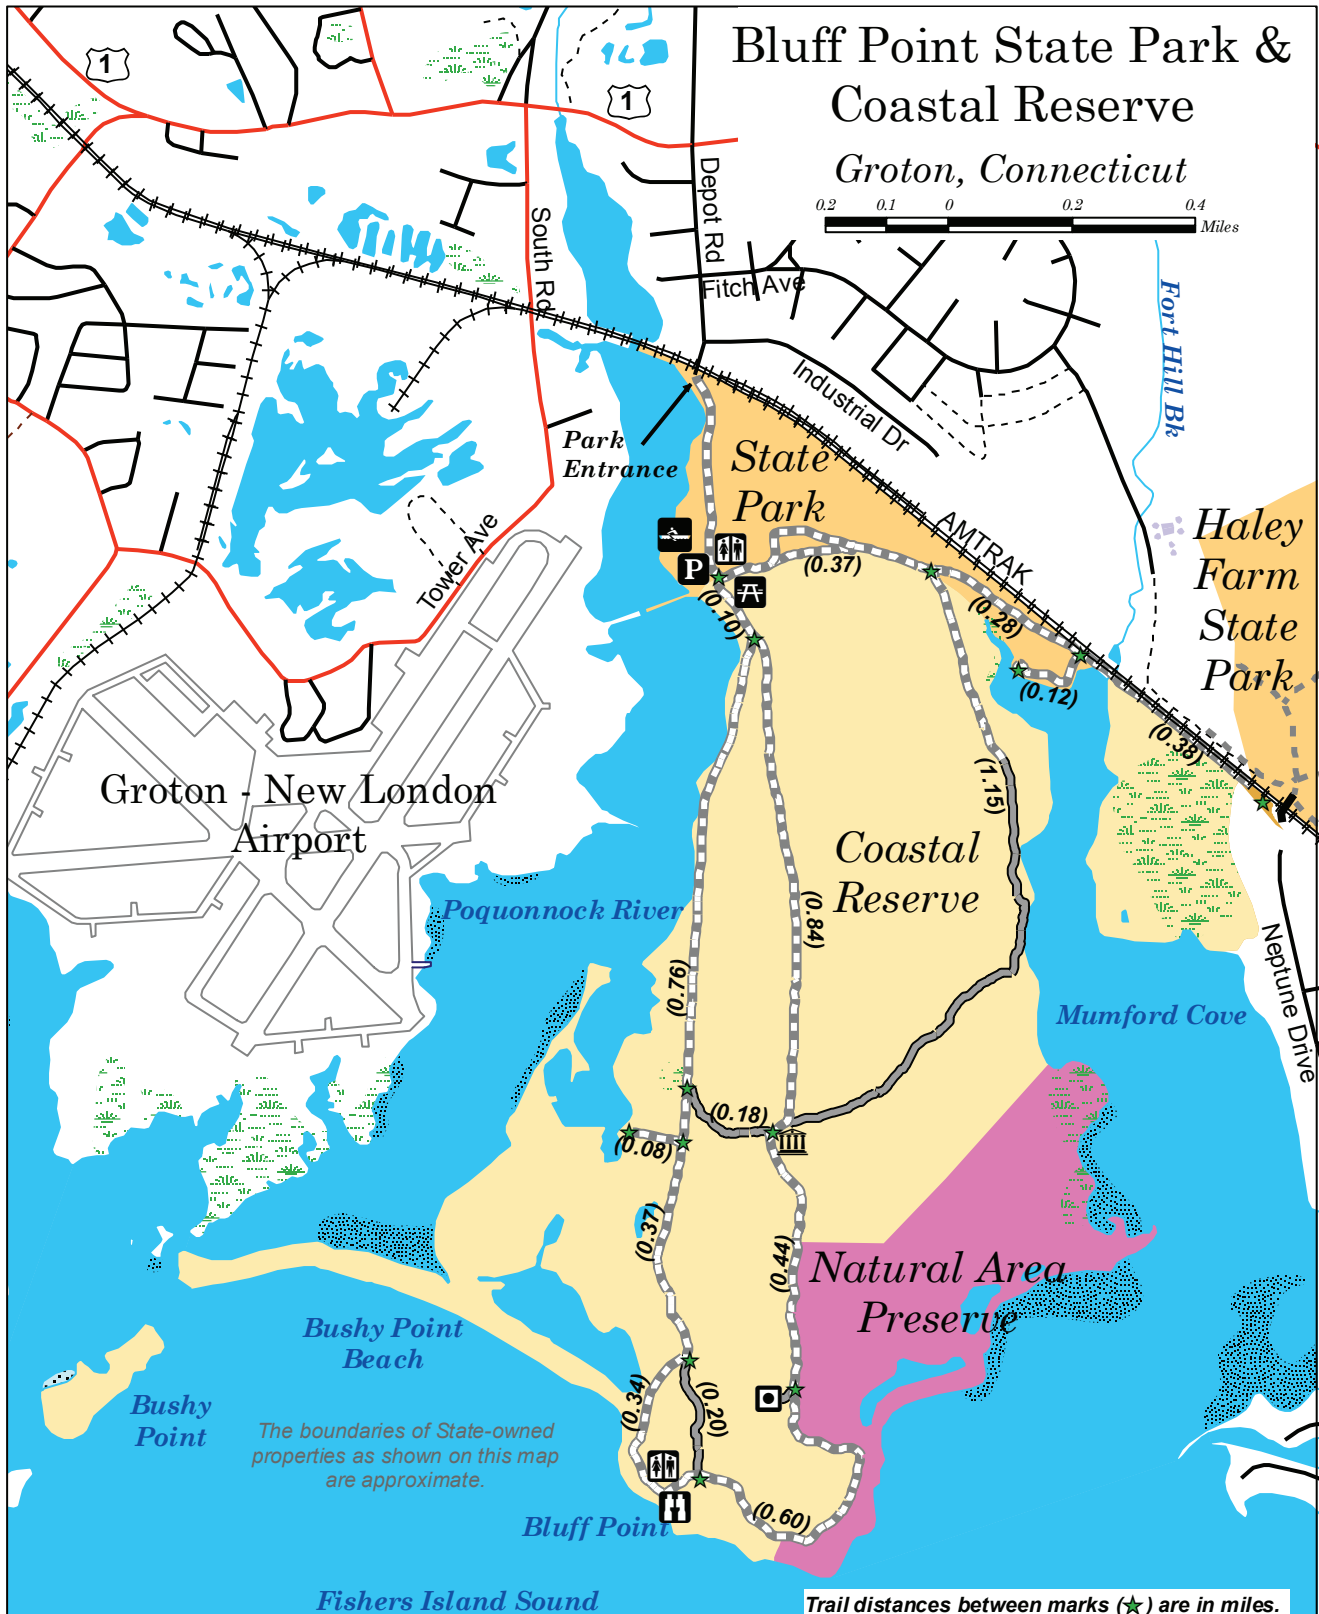 Bluff Point State Park &
Coastal Reserve
Groton, Connecticut
0.2 0.1 0 0.2 0.4
Miles
1
1
Depot Rd
South Rd
Fitch Ave
Fort Hill Bk
Industrial Dr
Park
Entrance
State
Park
AMTRAK
Haley
Farm
State
Park
Tower Ave
P
(0.37)
(0.10)
(0.28)
(0.12)
(0.38)
Groton - New London
Airport
(1.15)
Coastal
Reserve
(0.84)
Poquonnock River
(0.76)
Neptune Drive
Mumford Cove
(0.18)
(0.08)
(0.37)
(0.44)
Natural Area
Preserve
Bushy Point
Beach
(0.34)
(0.20)
Bushy
Point
The boundaries of State-owned
properties as shown on this map
are approximate.
(0.60)
Bluff Point
Fishers Island Sound
Trail distances between marks (★) are in miles.